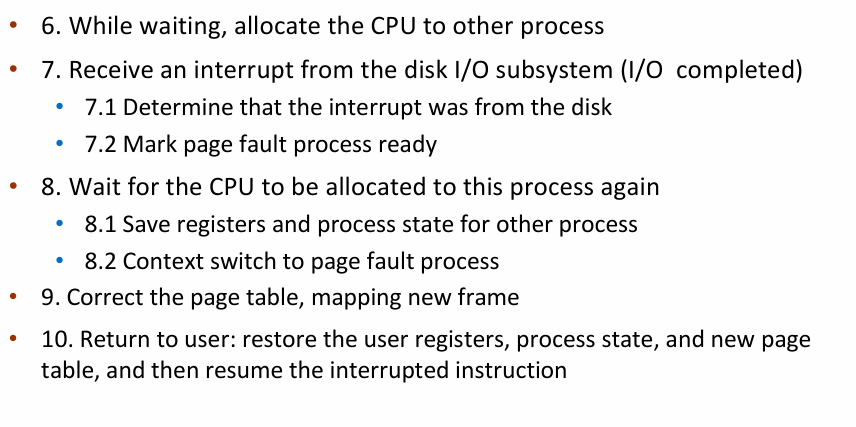 • 6. While waiting, allocate the CPU to other process
• 7. Receive an interrupt from the disk I/O subsystem (I/O completed)
• 7.1 Determine that the interrupt was from the disk
• 7.2 Mark page fault process ready
• 8. Wait for the CPU to be allocated to this process again
• 8.1 Save registers and process state for other process
• 8.2 Context switch to page fault process
• 9. Correct the page table, mapping new frame
• 10. Return to user: restore the user registers, process state, and new page
table, and then resume the interrupted instruction